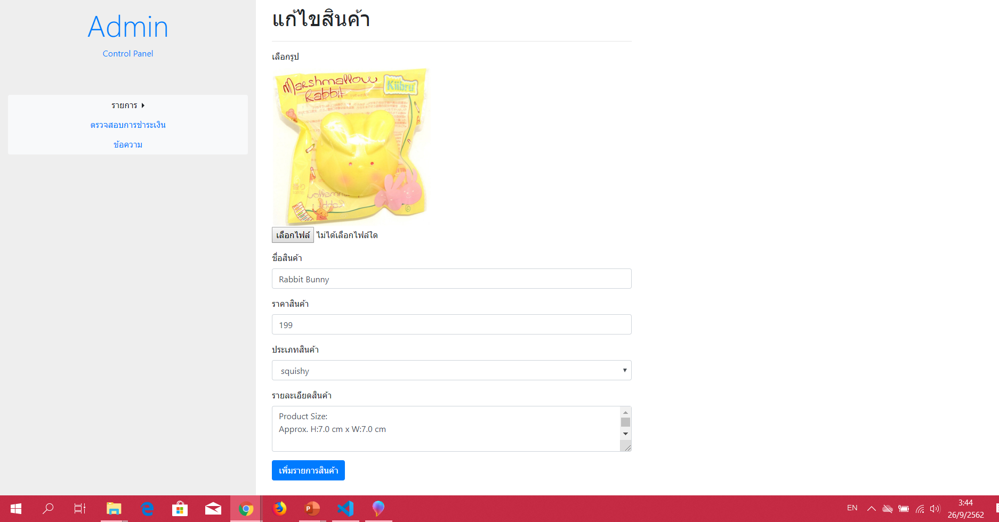 Admin
Control Panel
รายการ
ตรวจสอบการชำระเงิน
ข้อความ
แก้ไขสินค้า
เลือกรูป
Marshmallow
Rabbit
Kiibru
เลือกไฟล์ ไม่ได้เลือกไฟล์ใด
ชื่อสินค้า
Rabbit Bunny
ราคาสินค้า
199
ประเภทสินค้า
squishy
รายละเอียดสินค้า
Product Size:
Approx. H:7.0 cm x W:7.0 cm
เพิ่มรายการสินค้า
EN
3:44
26/9/2562